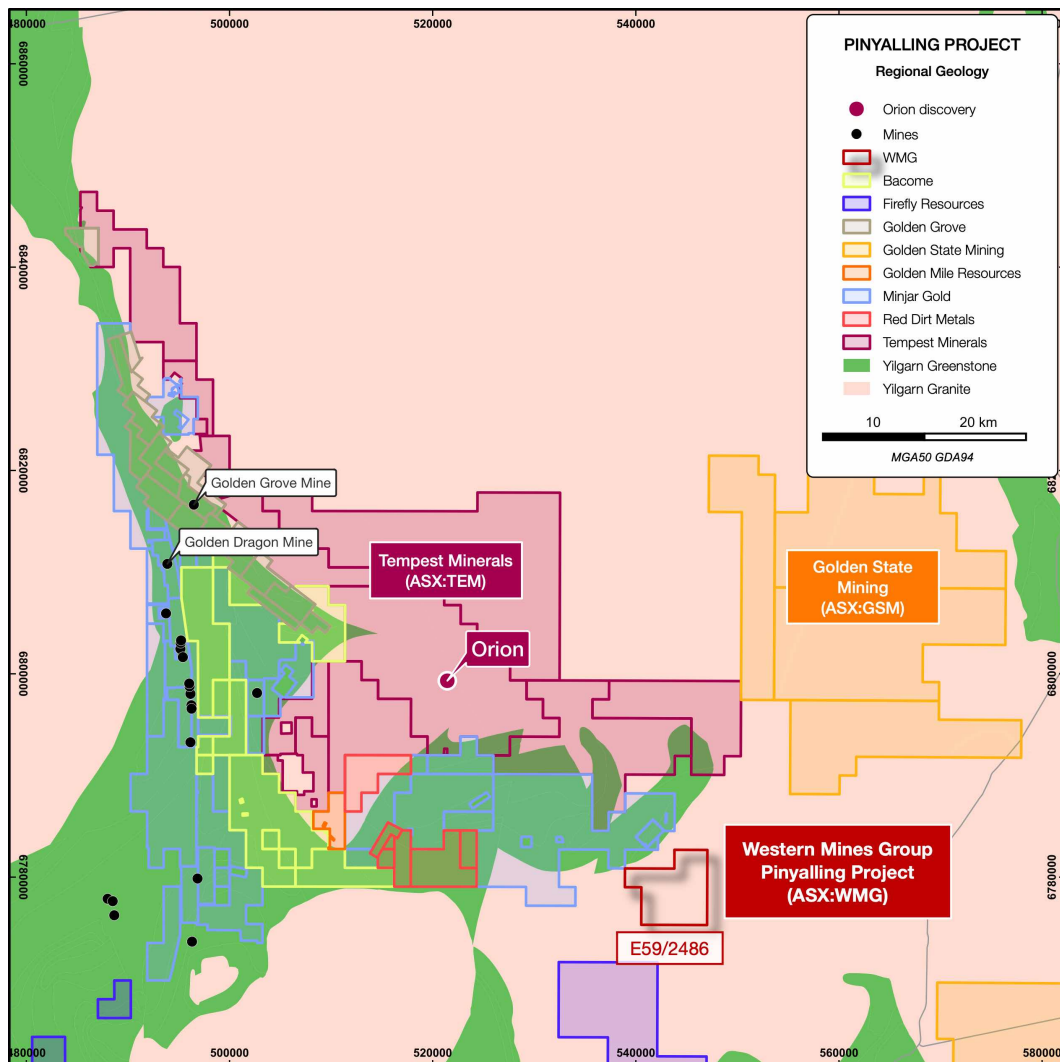 480000
500000
520000
540000
PINYALLING PROJECT
Regional Geology
Orion discovery
Mines
WMG
Bacome
Firefly Resources
Golden Grove
Golden State Mining
Golden Mile Resources
Minjar Gold
Red Dirt Metals
Tempest Minerals
Yilgarn Greenstone
Yilgarn Granite
10
20 km
MGA50 GDA94
6860000
6840000
6820000
6800000
6780000
Golden Grove Mine
Golden Dragon Mine
Tempest Minerals
(ASX:TEM)
Orion
Golden State
Mining
(ASX:GSM)
Western Mines Group
Pinyalling Project
(ASX:WMG)
E59/2486
6800000
6780000
480000
500000
520000
540000
560000